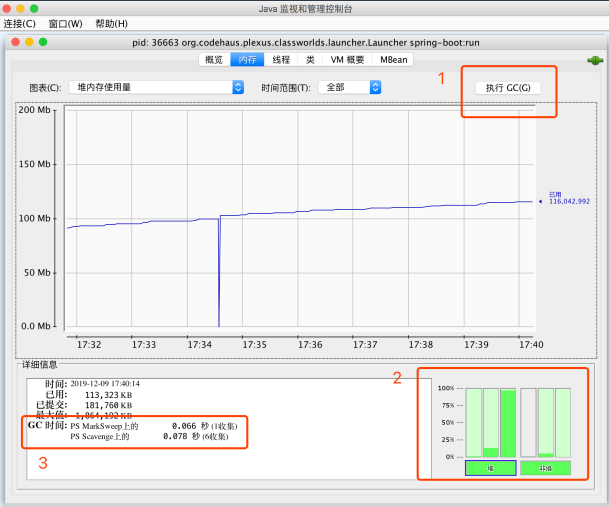 Java 监视和管理控制台
连接(C) 窗口(W) 帮助(H)
pid: 36663 org.codehaus.plexus.classworlds.launcher.Launcher spring-boot:run
概览 内存 线程 类 VM 概要 MBean
1
图表(C): 堆内存使用量 时间范围(T): 全部 执行 GC(G)
200 Mb
150 Mb
100 Mb
50 Mb
0.0 Mb
已用
116,042,992
17:32 17:33 17:34 17:35 17:36 17:37 17:38 17:39 17:40
详细信息
时间: 2019-12-09 17:40:14
已用: 113,323 KB
已提交: 181,760 KB
最大值: 1,864,192 KB
GC 时间: PS MarkSweep上的 0.066 秒 (1收集)
PS Scavenge上的 0.078 秒 (6收集)
3
2
100% --
75% --
50% --
25% --
0% --
堆 非堆